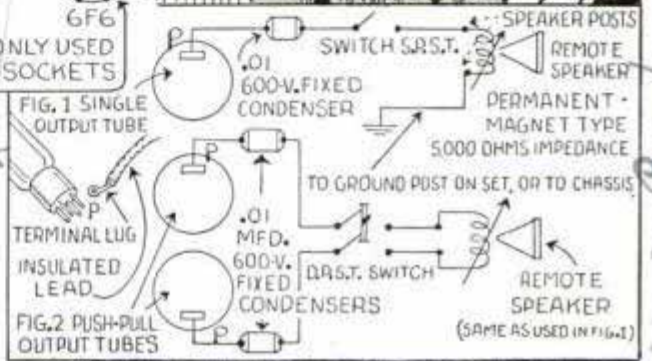 6F6
ONLY USED
SOCKETS
P
SPEAKER POSTS
SWITCH S.P.S.T.
REMOTE
SPEAKER
.01
600-V. FIXED
CONDENSER
FIG. 1 SINGLE
OUTPUT TUBE
PERMANENT-
MAGNET TYPE
5,000 OHMS IMPEDANCE
P
TO GROUND POST ON SET, OR TO CHASSIS
P
TERMINAL LUG
.01
MFD.
600-V.
FIXED
CONDENSERS
INSULATED
LEAD
D.P.S.T. SWITCH
REMOTE
SPEAKER
(SAME AS USED IN FIG. 1)
FIG. 2 PUSH-PULL
OUTPUT TUBES
P